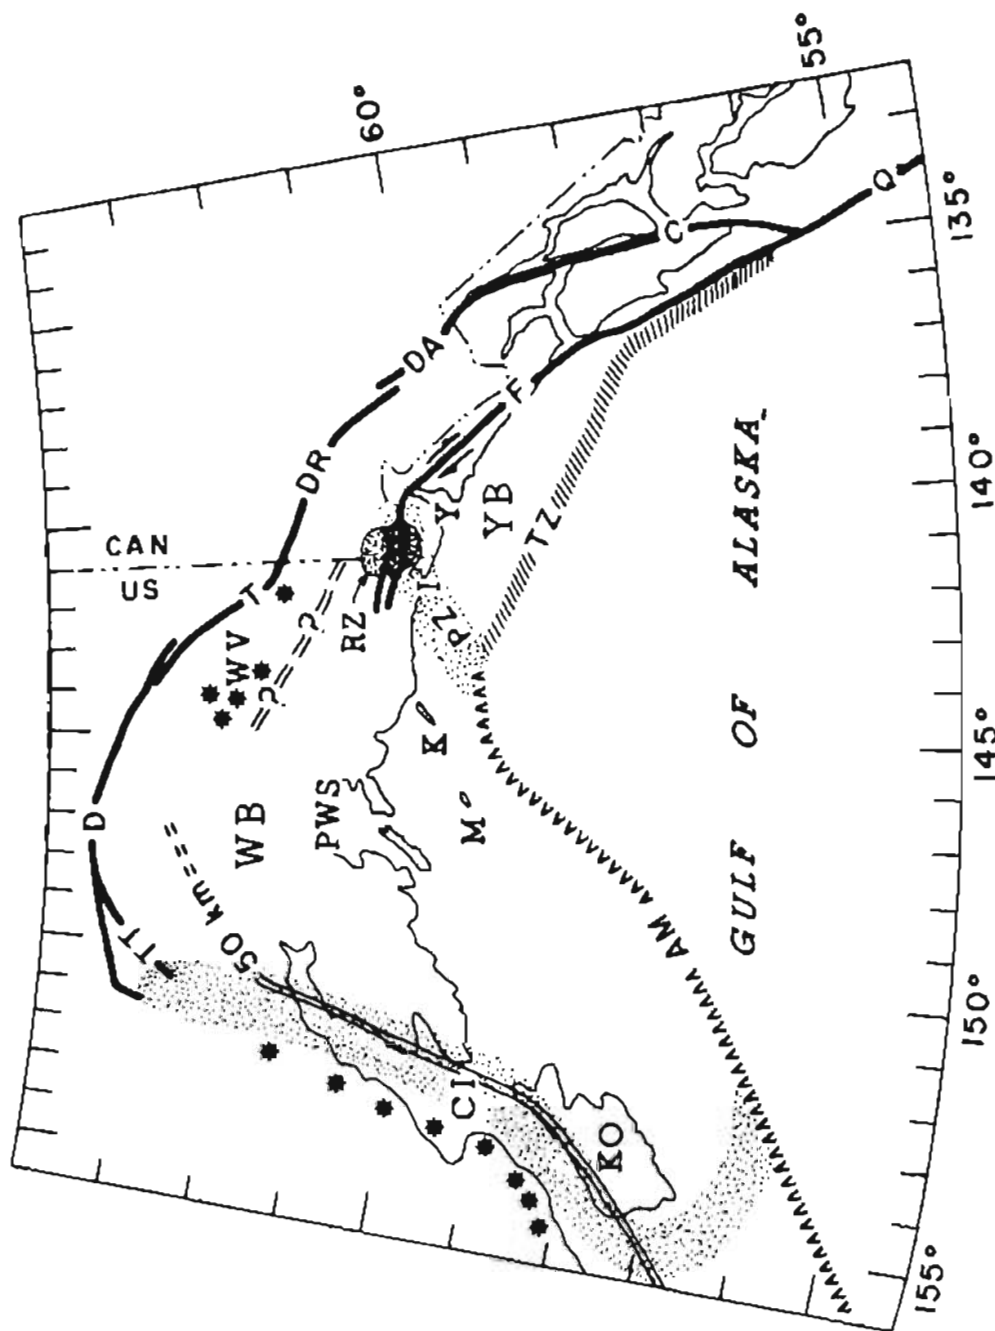 55°
60°
Q
135°
C
DA
F
DR
Y
YB
TZ
140°
CAN
US
T
RZ
I
PZ
?
?
WV
K
M
D
WB
PWS
145°
GULF OF ALASKA
AM
TT
50 km
150°
CI
KO
155°